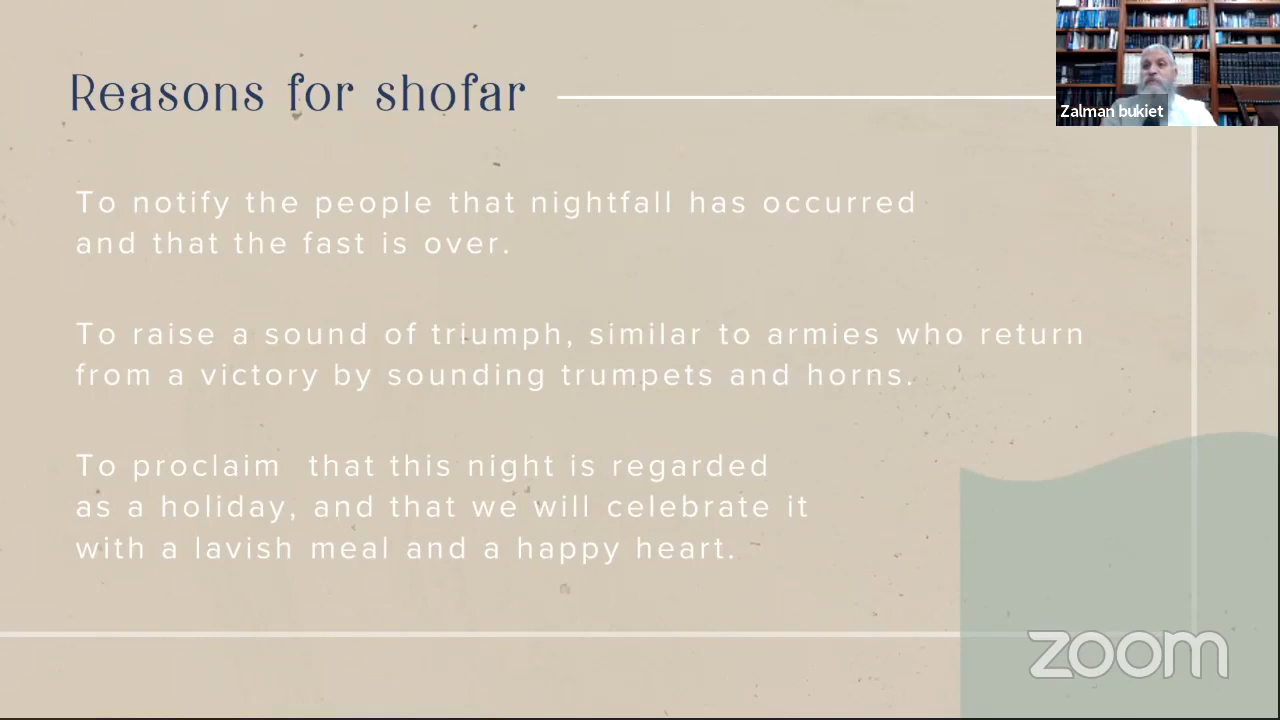 Reasons for shofar
Zalman bukiet
To notify the people that nightfall has occurred
and that the fast is over.
To raise a sound of triumph, similar to armies who return
from a victory by sounding trumpets and horns.
To proclaim that this night is regarded
as a holiday, and that we will celebrate it
with a lavish meal and a happy heart.
zoom